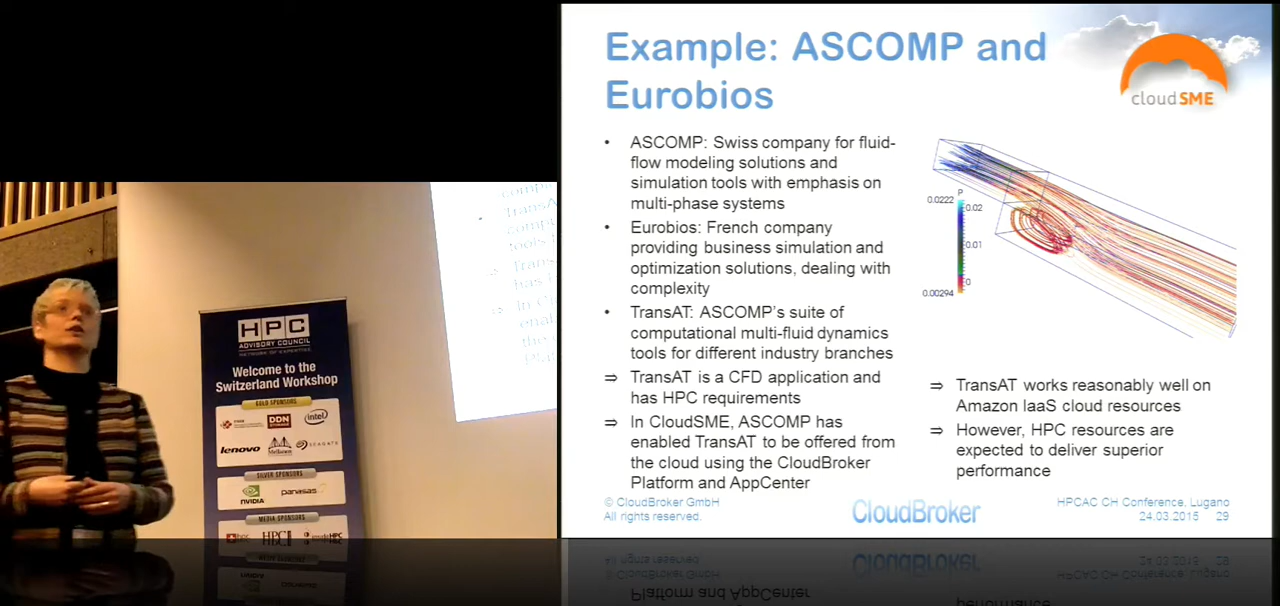 Example: ASCOMP and
Eurobios
cloudSME
• ASCOMP: Swiss company for fluid-
flow modeling solutions and
simulation tools with emphasis on
multi-phase systems
• Eurobios: French company
providing business simulation and
optimization solutions, dealing with
complexity
• TransAT: ASCOMP's suite of
computational multi-fluid dynamics
tools for different industry branches
⇒ TransAT is a CFD application and
has HPC requirements
⇒ In CloudSME, ASCOMP has
enabled TransAT to be offered from
the cloud using the CloudBroker
Platform and AppCenter
P
0.0222
0.02
0.01
0
0.00294
⇒ TransAT works reasonably well on
Amazon IaaS cloud resources
⇒ However, HPC resources are
expected to deliver superior
performance
© CloudBroker GmbH
All rights reserved.
CloudBroker
HPCAC CH Conference, Lugano
24.03.2015 29
HPC
ADVISORY COUNCIL
NETWORK OF EXPERTISE
Welcome to the
Switzerland Workshop
GOLD SPONSORS
DDN
intel
lenovo
Mellanox
SEAGATE
SILVER SPONSORS
NVIDIA
panasas
MEDIA SPONSORS
HPC
insideHPC